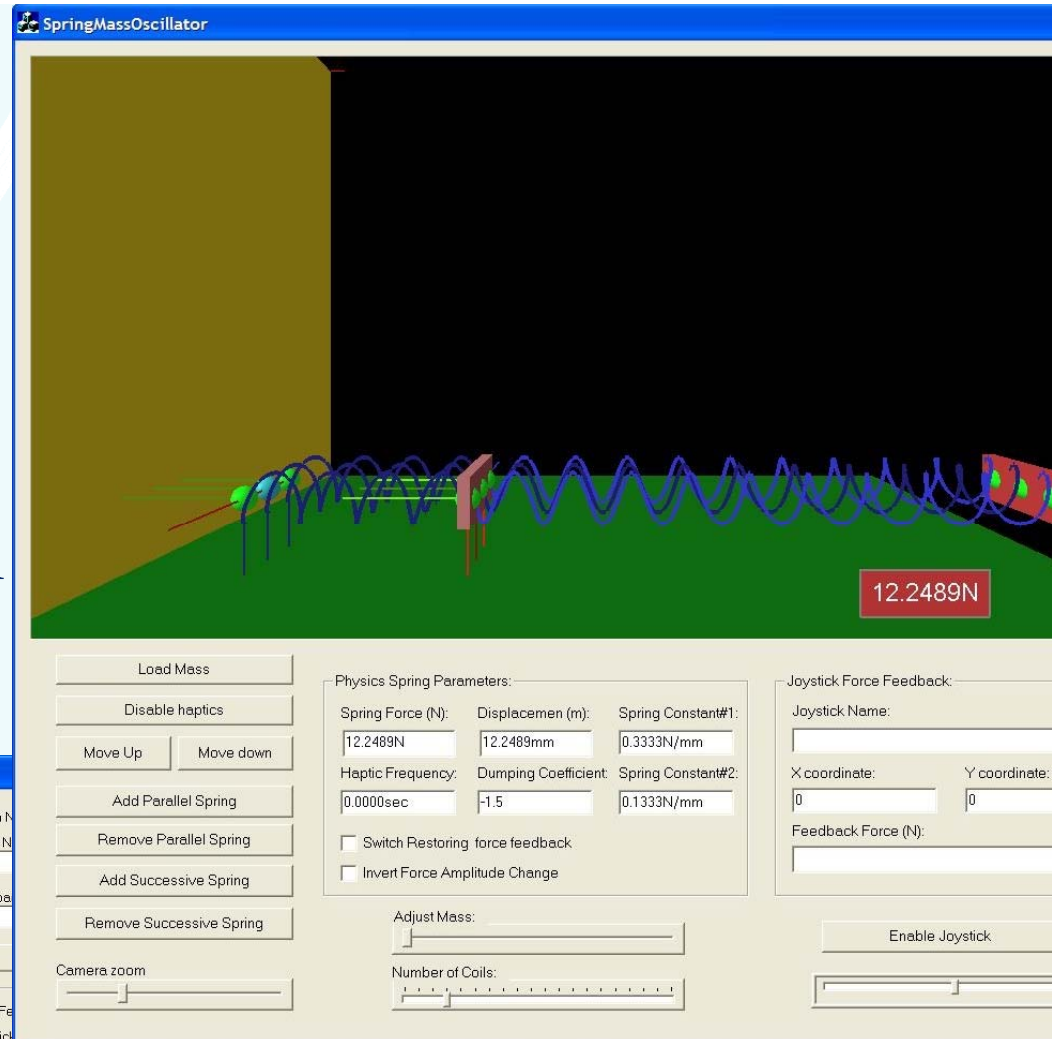 SpringMassOscillator
12.2489N
Load Mass
Disable haptics
Move Up
Move down
Add Parallel Spring
Remove Parallel Spring
Add Successive Spring
Remove Successive Spring
Camera zoom
Physics Spring Parameters:
Spring Force (N):
Displacemen (m):
Spring Constant#1:
12.2489N
12.2489mm
0.3333N/mm
Haptic Frequency:
Dumping Coefficient:
Spring Constant#2:
0.0000sec
-1.5
0.1333N/mm
Switch Restoring force feedback
Invert Force Amplitude Change
Adjust Mass:
Number of Coils:
Joystick Force Feedback:
Joystick Name:
X coordinate:
Y coordinate:
0
0
Feedback Force (N):
Enable Joystick